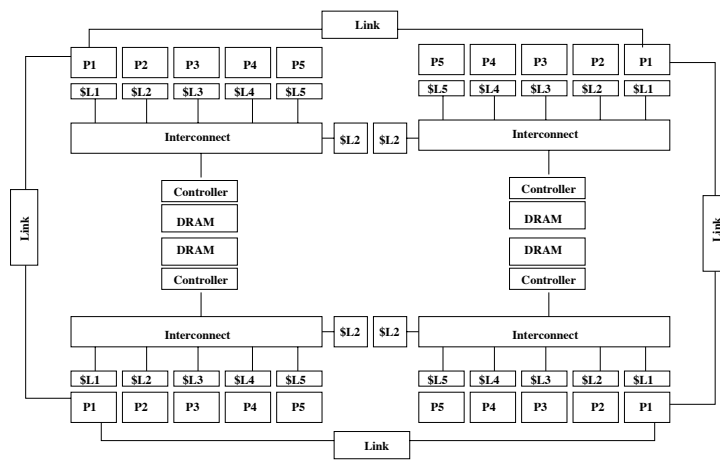 Link
P1 P2 P3 P4 P5 P5 P4 P3 P2 P1
$L1 $L2 $L3 $L4 $L5 $L5 $L4 $L3 $L2 $L1
Interconnect $L2 $L2 Interconnect
Controller Controller
DRAM DRAM
Link Link
DRAM DRAM
Controller Controller
Interconnect $L2 $L2 Interconnect
$L1 $L2 $L3 $L4 $L5 $L5 $L4 $L3 $L2 $L1
P1 P2 P3 P4 P5 P5 P4 P3 P2 P1
Link